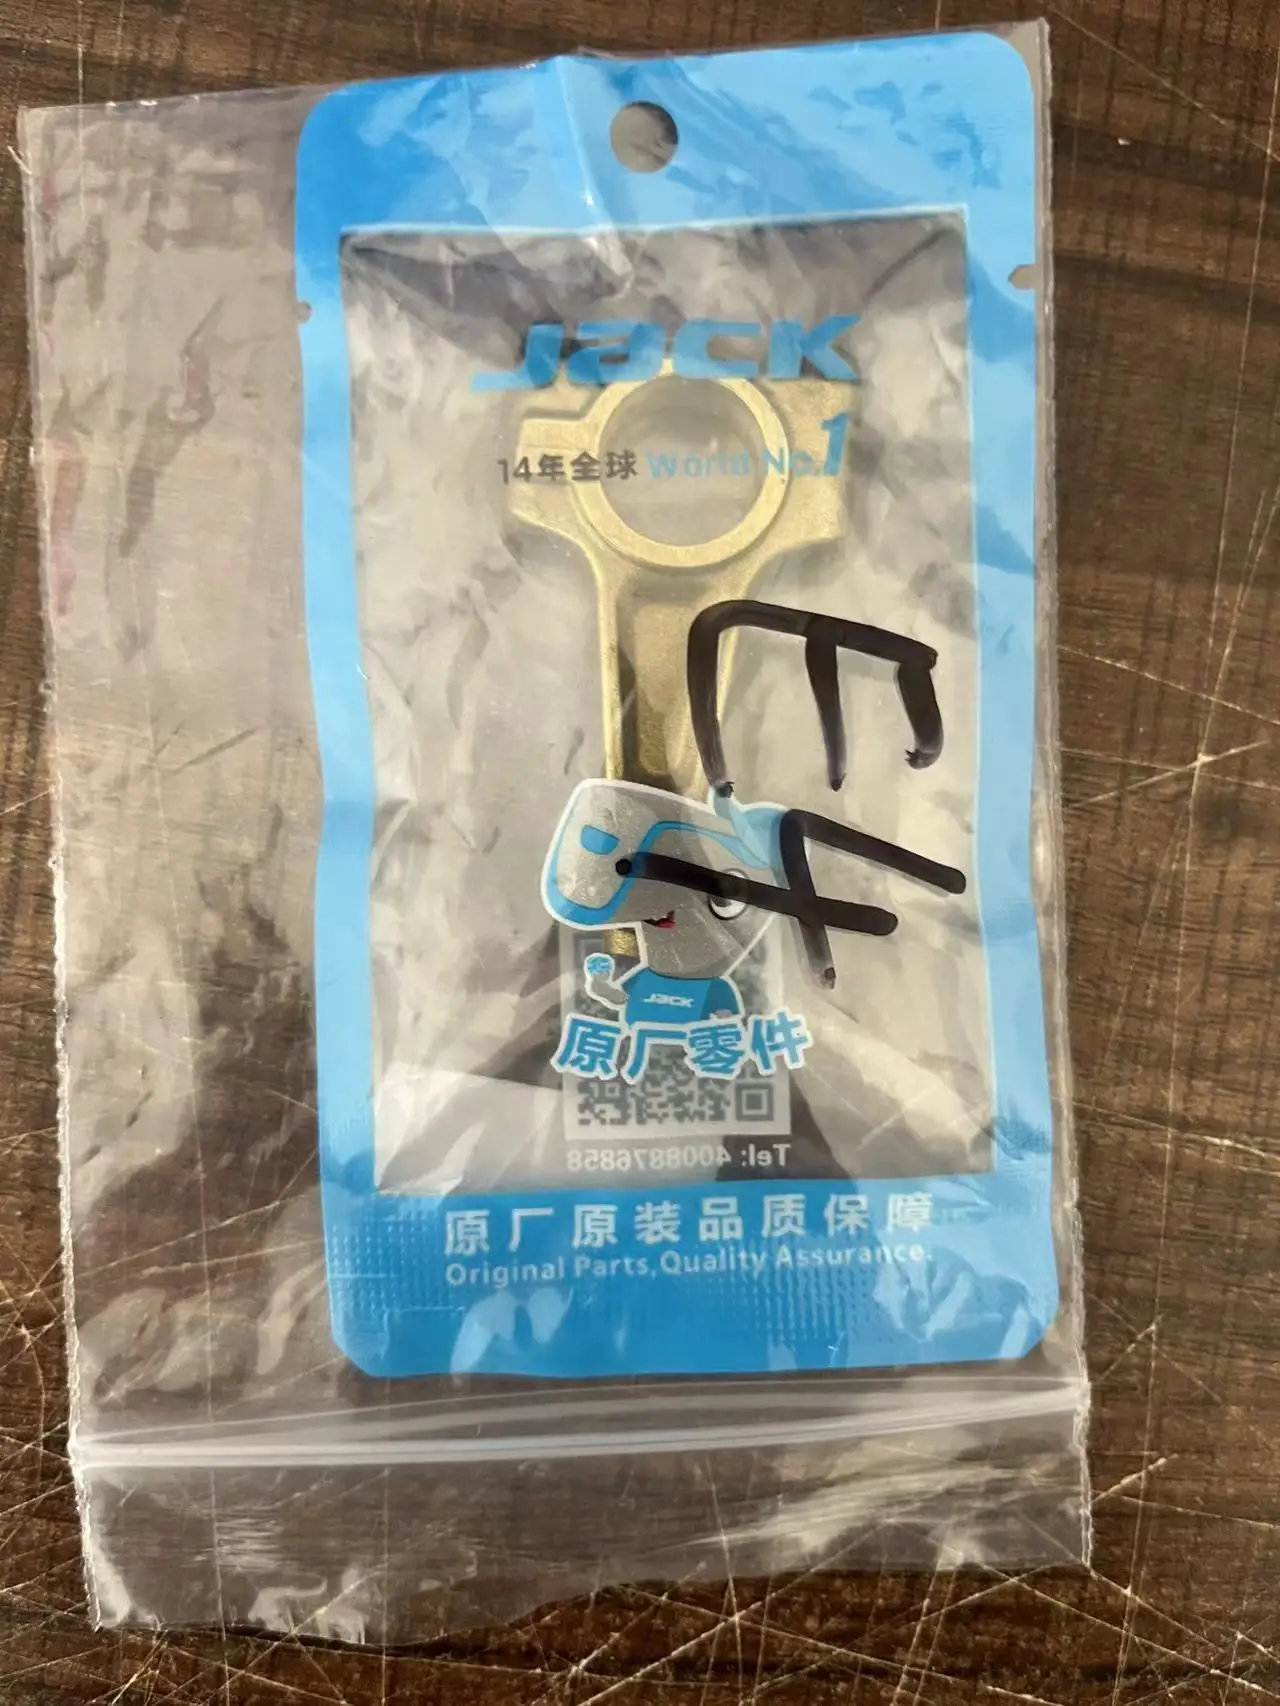 JACK
14年全球 World No.1
E4
JACK
原厂零件
Tel: 4008876858
原厂原装品质保障
Original Parts,Quality Assurance.